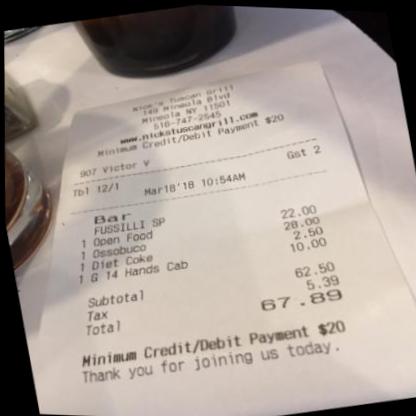 Nick's Tuscan Grill
149 Mineola Blvd
Mineola NY 11501
516-747-2545
www.nickstuscangrill.com
Minimum Credit/Debit Payment $20
907 Victor V
Tbl 12/1 Gst 2
Mar18'18 10:54AM
Bar
FUSSILLI SP
1 Open Food 22.00
1 Ossobuco 28.00
1 Diet Coke 2.50
1 G 14 Hands Cab 10.00
Subtotal 62.50
Tax 5.39
Total 67.89
Minimum Credit/Debit Payment $20
Thank you for joining us today.